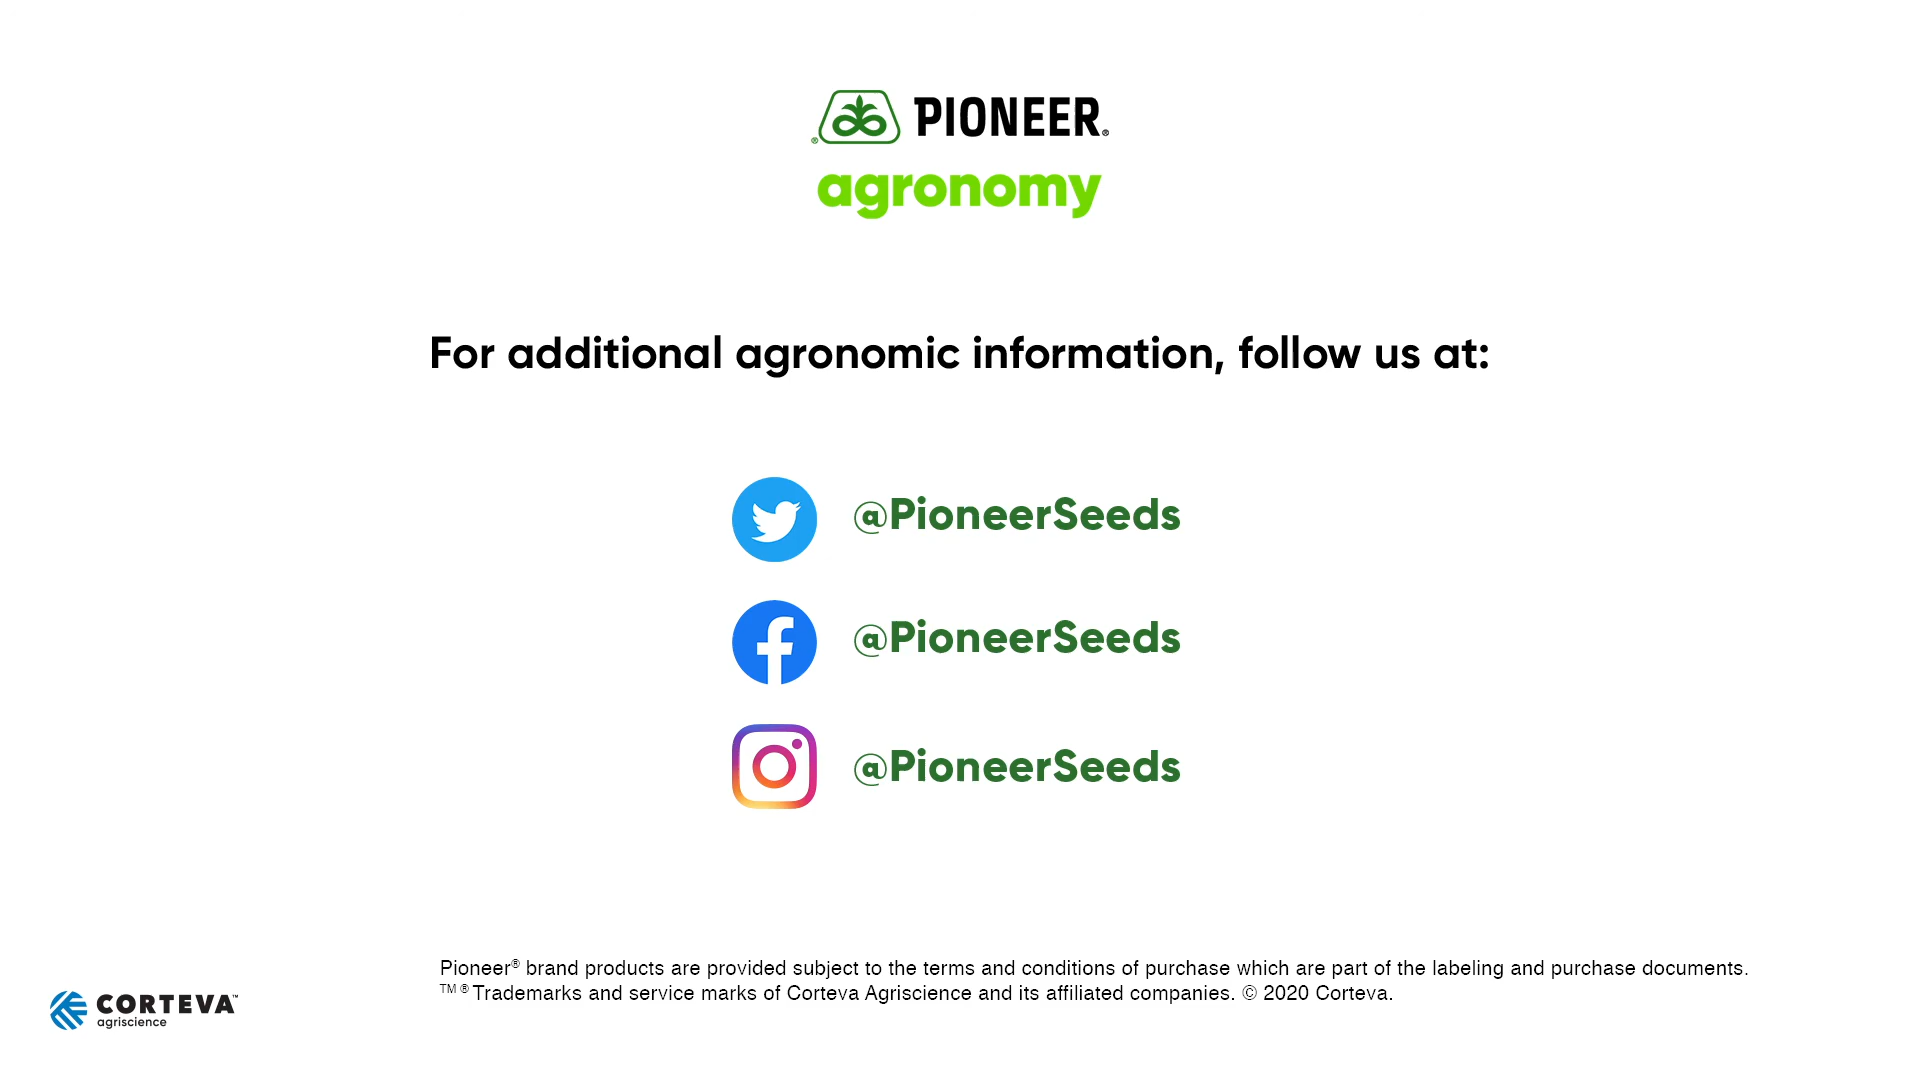 PIONEER®
agronomy
For additional agronomic information, follow us at:
@PioneerSeeds
@PioneerSeeds
@PioneerSeeds
Pioneer® brand products are provided subject to the terms and conditions of purchase which are part of the labeling and purchase documents.
TM ® Trademarks and service marks of Corteva Agriscience and its affiliated companies. © 2020 Corteva.
CORTEVA™
agriscience